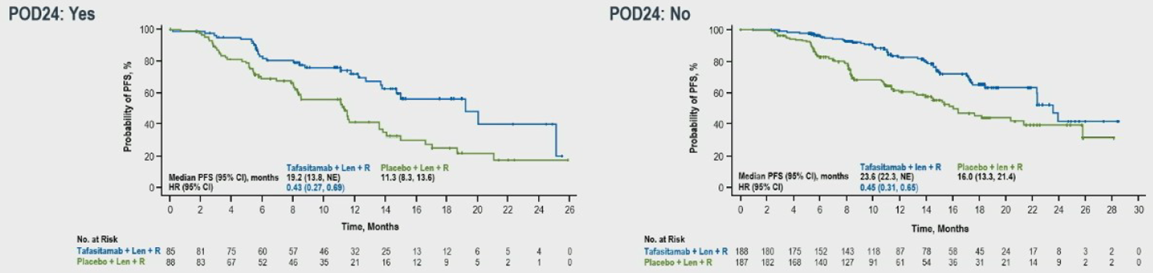 POD24: Yes
100
80
60
40
20
0
Probability of PFS, %
Tafasitamab + Len + R Placebo + Len + R
Median PFS (95% CI), months 19.2 (13.8, NE) 11.3 (8.3, 13.6)
HR (95% CI) 0.43 (0.27, 0.69)
0 2 4 6 8 10 12 14 16 18 20 22 24 26
Time, Months
No. at Risk
Tafasitamab + Len + R 85 81 75 60 57 46 32 25 13 12 6 5 4 0
Placebo + Len + R 88 83 67 52 46 35 21 16 12 9 5 2 1 0
POD24: No
100
80
60
40
20
0
Probability of PFS, %
Tafasitamab + len + R Placebo + len + R
Median PFS (95% CI), months 23.6 (22.3, NE) 16.0 (13.3, 21.4)
HR (95% CI) 0.45 (0.31, 0.65)
0 2 4 6 8 10 12 14 16 18 20 22 24 26 28 30
Time, Months
No. at Risk
Tafasitamab + Len + R 188 180 175 152 143 118 87 78 58 45 24 17 8 3 2 0
Placebo + Len + R 187 182 168 140 127 91 61 54 36 31 21 14 9 2 2 0